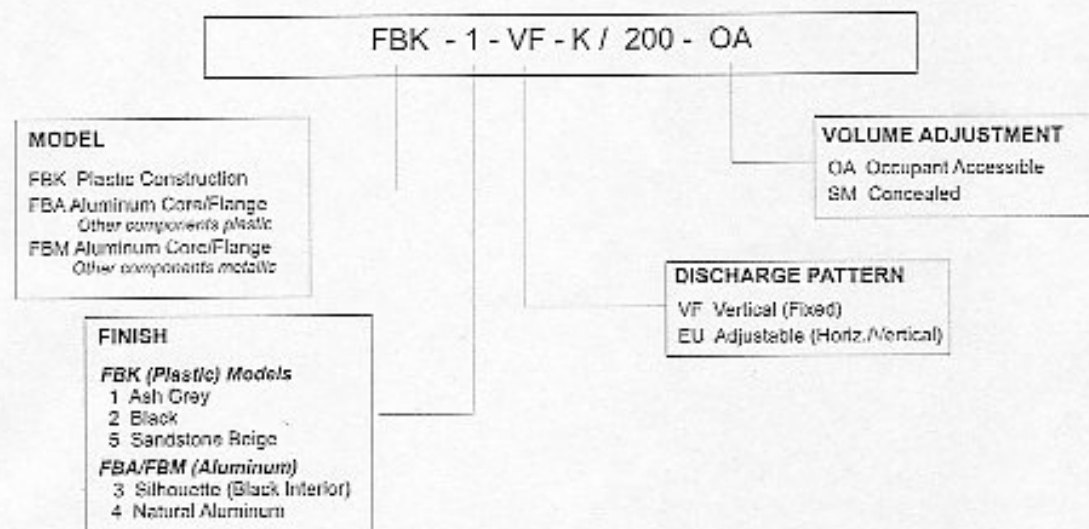 FBK - 1 - VF - K / 200 - OA
MODEL
FBK Plastic Construction
FBA Aluminum Core/Flange
Other components plastic
FBM Aluminum Core/Flange
Other components metallic
VOLUME ADJUSTMENT
OA Occupant Accessible
SM Concealed
DISCHARGE PATTERN
VF Vertical (Fixed)
EU Adjustable (Horiz./Vertical)
FINISH
FBK (Plastic) Models
1 Ash Grey
2 Black
5 Sandstone Beige
FBA/FBM (Aluminum)
3 Silhouette (Black Interior)
4 Natural Aluminum